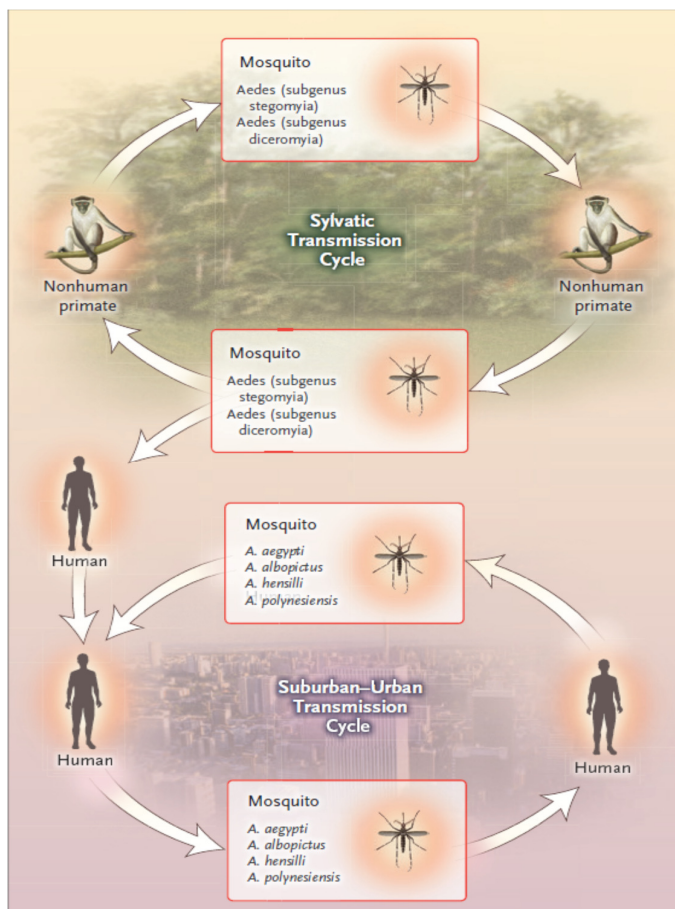 Mosquito
Aedes (subgenus
stegomyia)
Aedes (subgenus
diceromyia)
Sylvatic
Transmission
Cycle
Nonhuman
primate
Nonhuman
primate
Mosquito
Aedes (subgenus
stegomyia)
Aedes (subgenus
diceromyia)
Human
Mosquito
A. aegypti
A. albopictus
A. hensilli
A. polynesiensis
Human
Suburban–Urban
Transmission
Cycle
Human
Mosquito
A. aegypti
A. albopictus
A. hensilli
A. polynesiensis